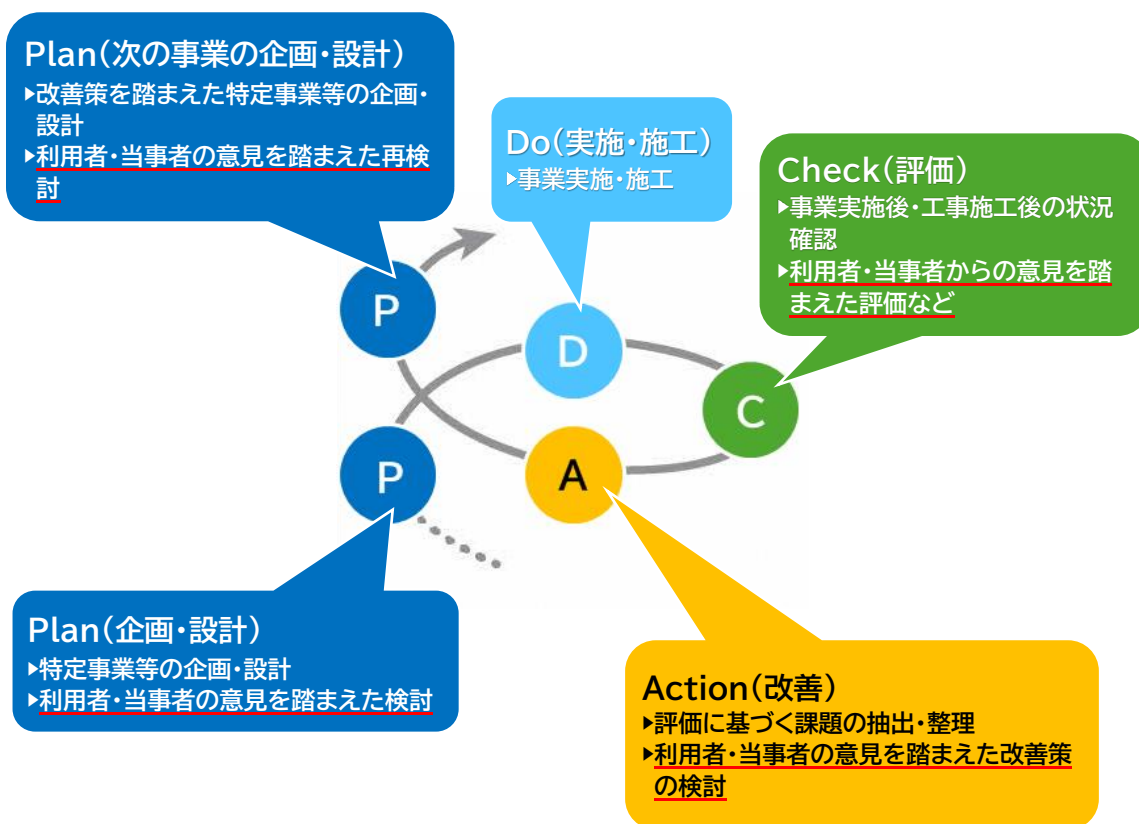 Plan(次の事業の企画・設計)
▶改善策を踏まえた特定事業等の企画・
設計
▶利用者・当事者の意見を踏まえた再検
討
Do(実施・施工)
▶事業実施・施工
Check(評価)
▶事業実施後・工事施工後の状況
確認
▶利用者・当事者からの意見を踏
まえた評価など
P
D
C
P
A
Plan(企画・設計)
▶特定事業等の企画・設計
▶利用者・当事者の意見を踏まえた検討
Action(改善)
▶評価に基づく課題の抽出・整理
▶利用者・当事者の意見を踏まえた改善策
の検討